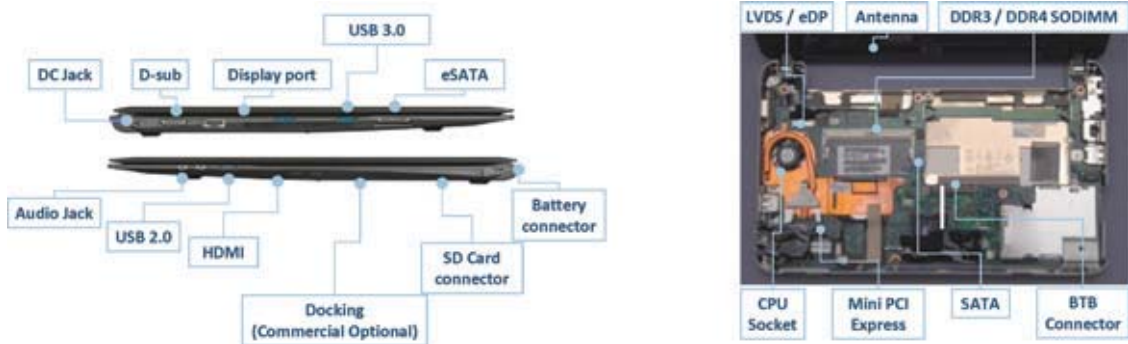 USB 3.0
DC Jack
D-sub
Display port
eSATA
Audio Jack
USB 2.0
HDMI
Docking
(Commercial Optional)
SD Card
connector
Battery
connector
LVDS / eDP
Antenna
DDR3 / DDR4 SODIMM
CPU
Socket
Mini PCI
Express
SATA
BTB
Connector